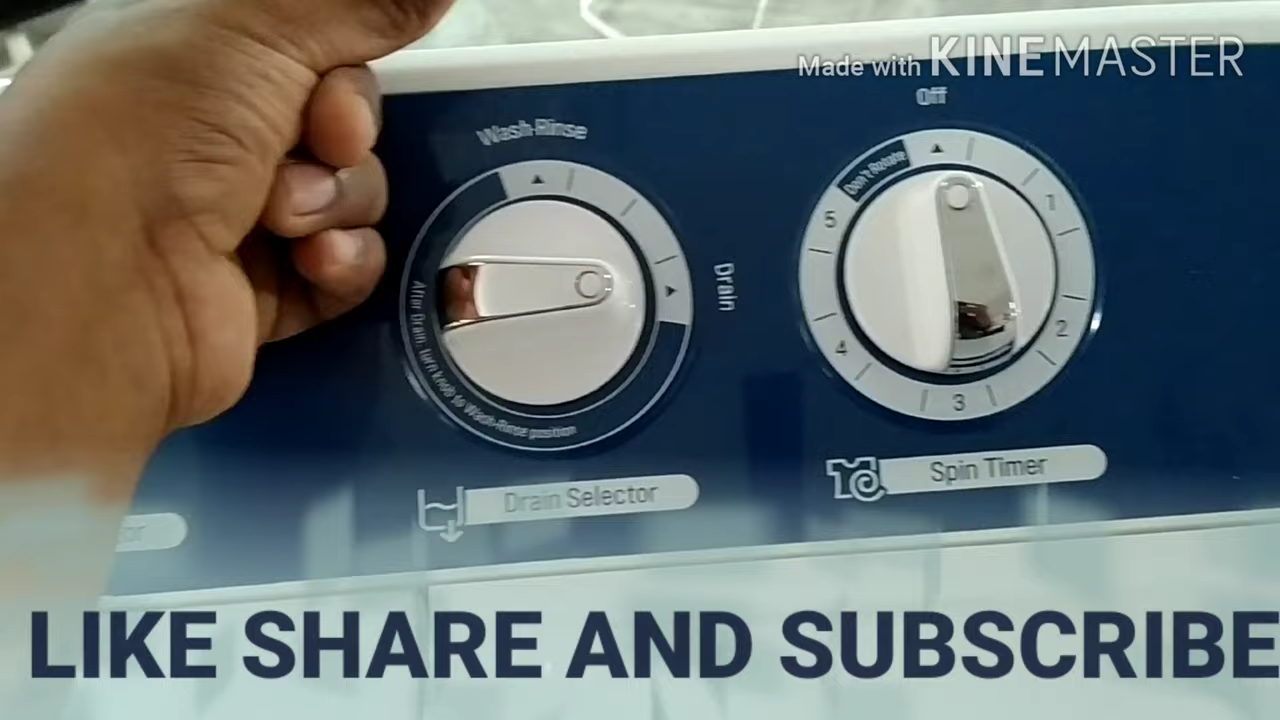 Made with KINEMASTER
Off
Wash-Rinse
Don't Rotate
1
5
Drain
2
4
After Drain, turn knob to Wash-Rinse position
3
Spin Timer
Drain Selector
or
LIKE SHARE AND SUBSCRIBE